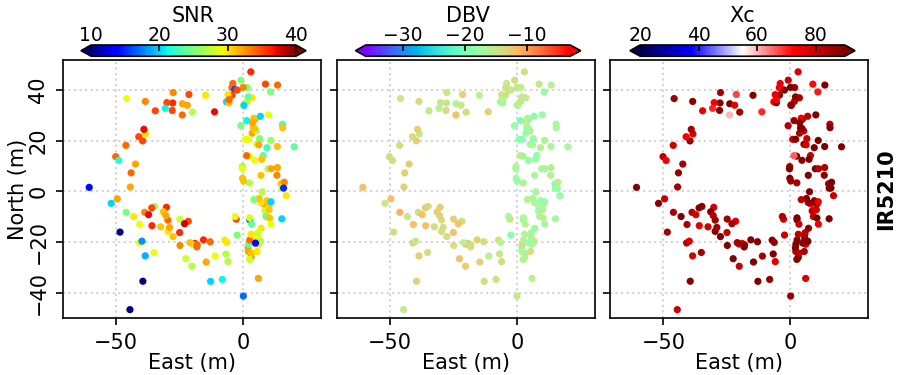 SNR
10 20 30 40
DBV
−30 −20 −10
Xc
20 40 60 80
North (m)
40
20
0
−20
−40
−50 0
East (m)
−50 0
East (m)
−50 0
East (m)
IR5210